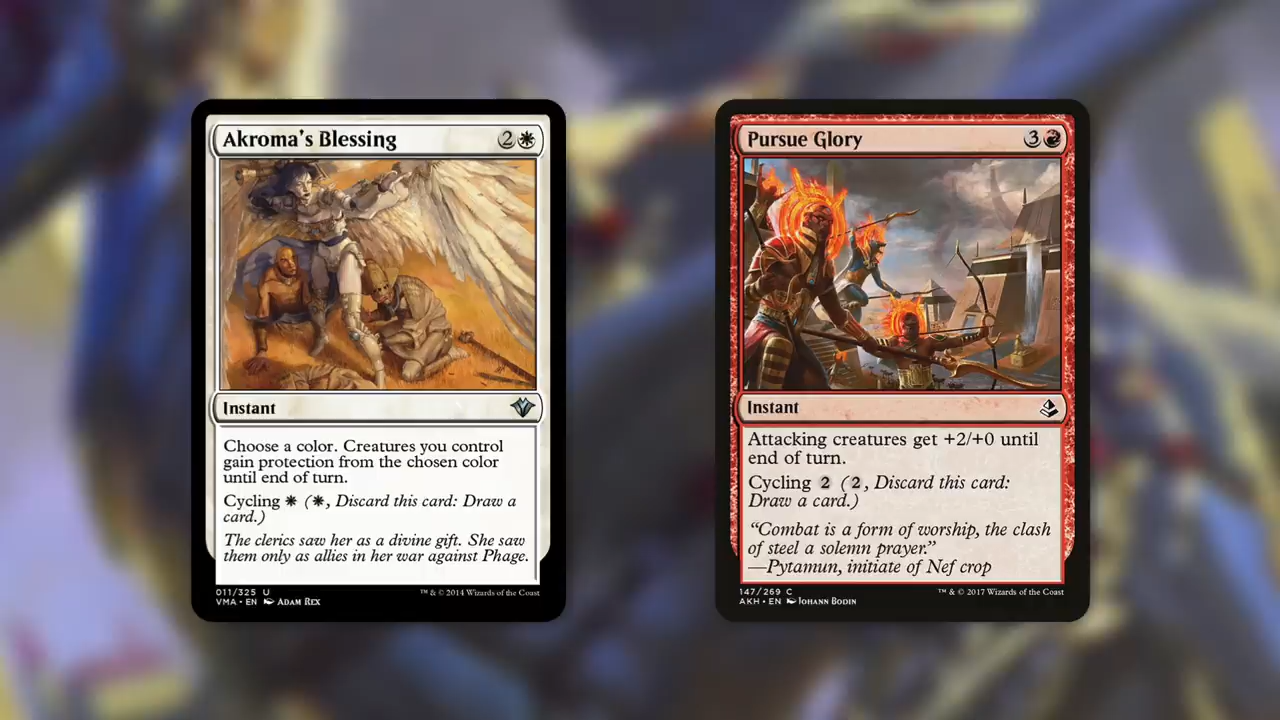 Akroma's Blessing 2
Instant
Choose a color. Creatures you control
gain protection from the chosen color
until end of turn.
Cycling (, Discard this card: Draw a
card.)
The clerics saw her as a divine gift. She saw
them only as allies in her war against Phage.
011/325 U
VMA • EN Adam Rex
™ & © 2014 Wizards of the Coast
Pursue Glory 3
Instant
Attacking creatures get +2/+0 until
end of turn.
Cycling 2 (2, Discard this card:
Draw a card.)
"Combat is a form of worship, the clash
of steel a solemn prayer."
—Pytamun, initiate of Nef crop
147/269 C
AKH • EN Johann Bodin
™ & © 2017 Wizards of the Coast